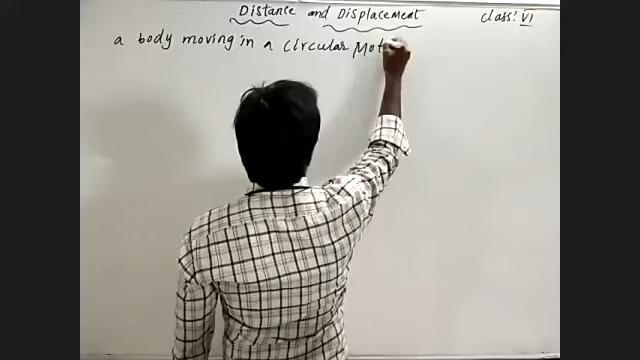 Distance and Displacement
Class: VI
a body moving in a Circular Mot